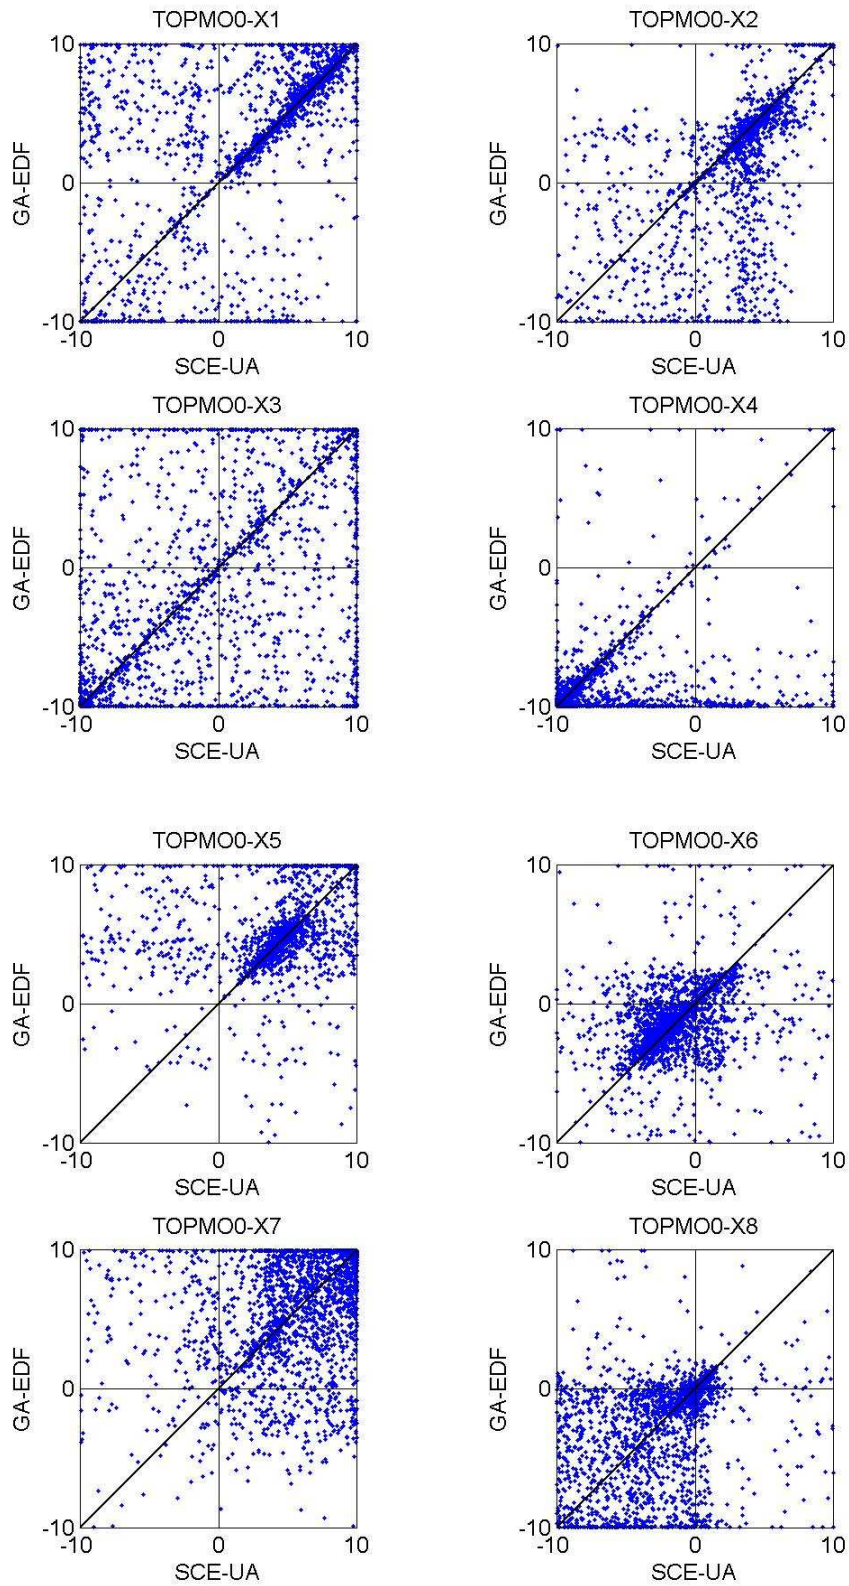 TOPMO0-X1
10
GA-EDF
0
-10
-10 0 10
SCE-UA
TOPMO0-X2
10
GA-EDF
0
-10
-10 0 10
SCE-UA
TOPMO0-X3
10
GA-EDF
0
-10
-10 0 10
SCE-UA
TOPMO0-X4
10
GA-EDF
0
-10
-10 0 10
SCE-UA
TOPMO0-X5
10
GA-EDF
0
-10
-10 0 10
SCE-UA
TOPMO0-X6
10
GA-EDF
0
-10
-10 0 10
SCE-UA
TOPMO0-X7
10
GA-EDF
0
-10
-10 0 10
SCE-UA
TOPMO0-X8
10
GA-EDF
0
-10
-10 0 10
SCE-UA